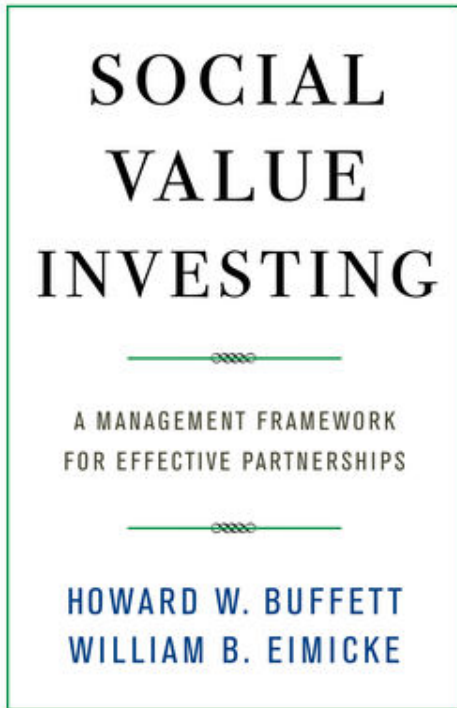 SOCIAL
VALUE
INVESTING
A MANAGEMENT FRAMEWORK
FOR EFFECTIVE PARTNERSHIPS
HOWARD W. BUFFETT
WILLIAM B. EIMICKE